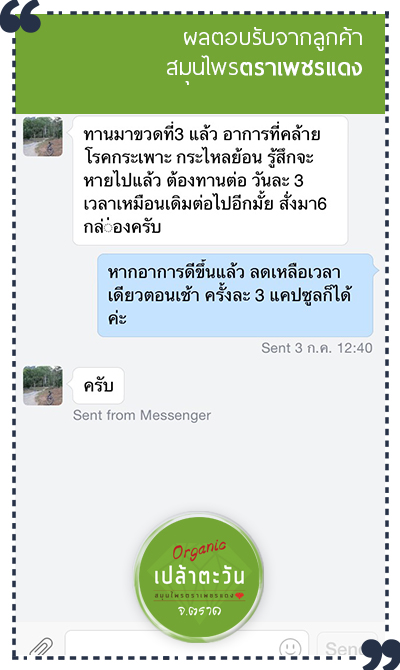 ผลตอบรับจากลูกค้า
สมุนไพรตราเพชรแดง
ทานมาขวดที่3 แล้ว อาการที่คล้าย
โรคกระเพาะ กระไหลย้อน รู้สึกจะ
หายไปแล้ว ต้องทานต่อ วันละ 3
เวลาเหมือนเดิมต่อไปอีกมั้ย สั่งมา6
กล่่องครับ
หากอาการดีขึ้นแล้ว ลดเหลือเวลา
เดียวตอนเช้า ครั้งละ 3 แคปซูลก็ได้
ค่ะ
Sent 3 ก.ค. 12:40
ครับ
Sent from Messenger
Organic
เปล้าตะวัน
สมุนไพรตราเพชรแดง
จ.ตราด
Send